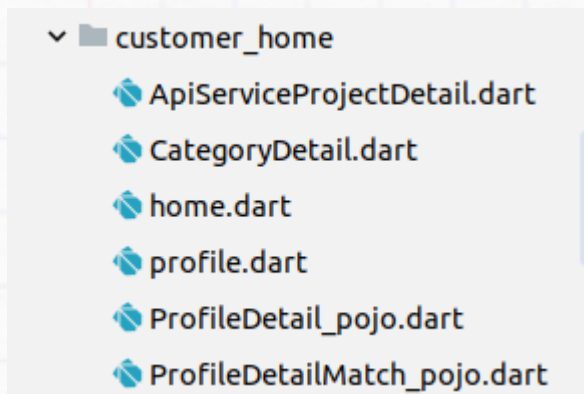 customer_home
ApiServiceProjectDetail.dart
CategoryDetail.dart
home.dart
profile.dart
ProfileDetail_pojo.dart
ProfileDetailMatch_pojo.dart